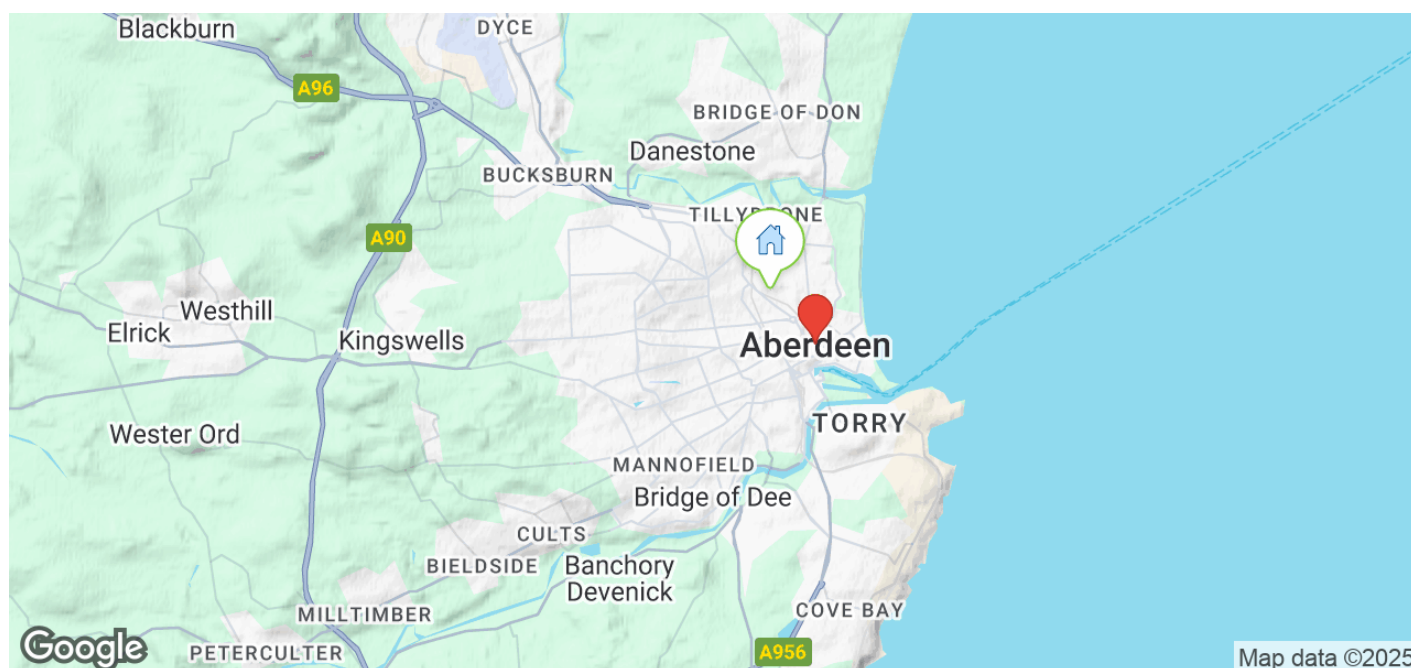 Blackburn
DYCE
A96
BRIDGE OF DON
Danestone
BUCKSBURN
A90
Westhill
Elrick
Kingswells
Aberdeen
TORRY
Wester Ord
MANNOFIELD
Bridge of Dee
CULTS
BIELDSIDE
Banchory
Devenick
MILLTIMBER
COVE BAY
PETERCULTER
A956
Google
Map data ©2025